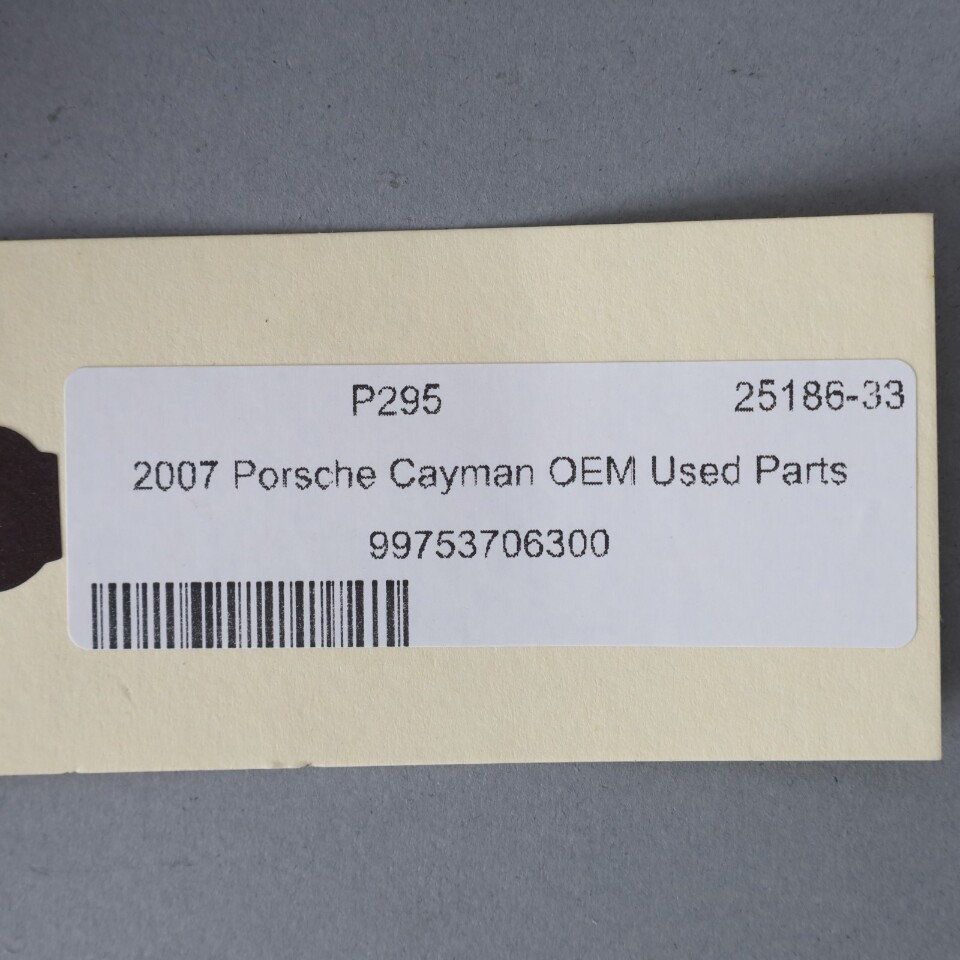 P295 25186-33
2007 Porsche Cayman OEM Used Parts
99753706300